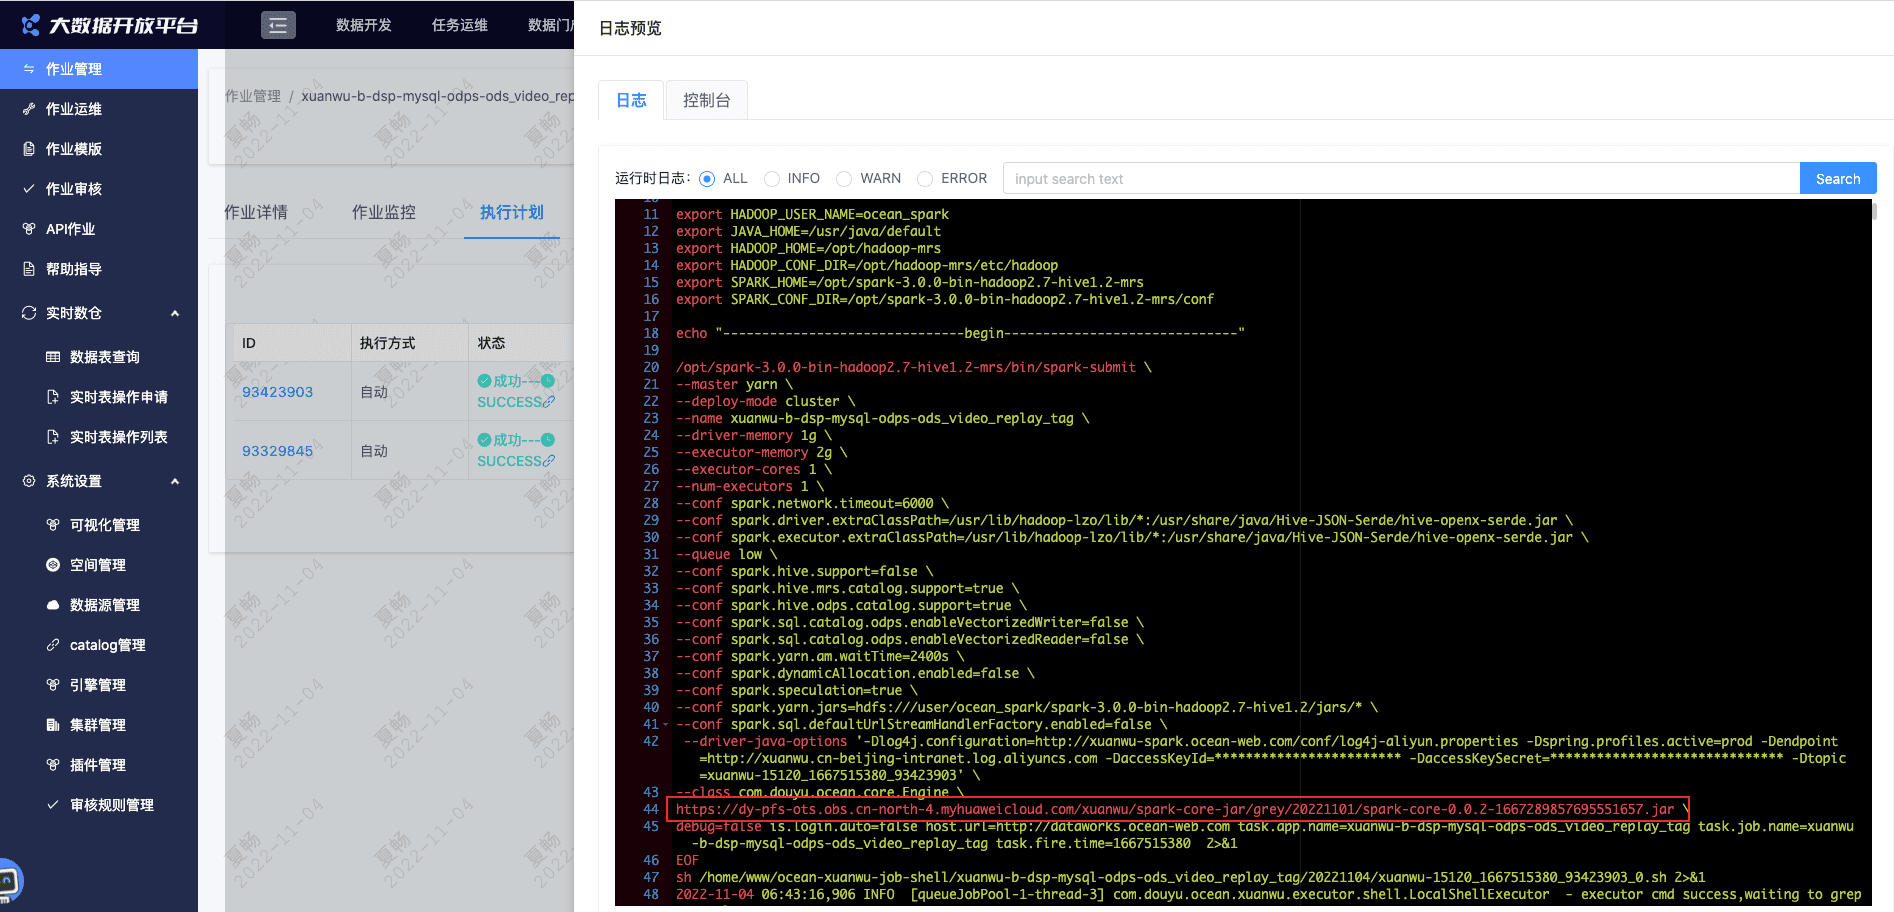 大数据开放平台
数据开发 任务运维 数据门户
日志预览
作业管理
作业运维
作业模版
作业审核
API作业
帮助指导
实时数仓
数据表查询
实时表操作申请
实时表操作列表
系统设置
可视化管理
空间管理
数据源管理
catalog管理
引擎管理
集群管理
插件管理
审核规则管理
作业管理 / xuanwu-b-dsp-mysql-odps-ods_video_rep
作业详情 作业监控 执行计划
ID 执行方式 状态
93423903 自动 成功---
SUCCESS
93329845 自动 成功---
SUCCESS
夏畅
2022-11-04
日志 控制台
运行时日志: ALL INFO WARN ERROR input search text Search
10
11 export HADOOP_USER_NAME=ocean_spark
12 export JAVA_HOME=/usr/java/default
13 export HADOOP_HOME=/opt/hadoop-mrs
14 export HADOOP_CONF_DIR=/opt/hadoop-mrs/etc/hadoop
15 export SPARK_HOME=/opt/spark-3.0.0-bin-hadoop2.7-hive1.2-mrs
16 export SPARK_CONF_DIR=/opt/spark-3.0.0-bin-hadoop2.7-hive1.2-mrs/conf
17
18 echo "-------------------------------begin------------------------------"
19
20 /opt/spark-3.0.0-bin-hadoop2.7-hive1.2-mrs/bin/spark-submit \
21 --master yarn \
22 --deploy-mode cluster \
23 --name xuanwu-b-dsp-mysql-odps-ods_video_replay_tag \
24 --driver-memory 1g \
25 --executor-memory 2g \
26 --executor-cores 1 \
27 --num-executors 1 \
28 --conf spark.network.timeout=6000 \
29 --conf spark.driver.extraClassPath=/usr/lib/hadoop-lzo/lib/*:/usr/share/java/Hive-JSON-Serde/hive-openx-serde.jar \
30 --conf spark.executor.extraClassPath=/usr/lib/hadoop-lzo/lib/*:/usr/share/java/Hive-JSON-Serde/hive-openx-serde.jar \
31 --queue low \
32 --conf spark.hive.support=false \
33 --conf spark.hive.mrs.catalog.support=true \
34 --conf spark.hive.odps.catalog.support=true \
35 --conf spark.sql.catalog.odps.enableVectorizedWriter=false \
36 --conf spark.sql.catalog.odps.enableVectorizedReader=false \
37 --conf spark.yarn.am.waitTime=2400s \
38 --conf spark.dynamicAllocation.enabled=false \
39 --conf spark.speculation=true \
40 --conf spark.yarn.jars=hdfs:///user/ocean_spark/spark-3.0.0-bin-hadoop2.7-hive1.2/jars/* \
41 --conf spark.sql.defaultUrlStreamHandlerFactory.enabled=false \
42 --driver-java-options '-Dlog4j.configuration=http://xuanwu-spark.ocean-web.com/conf/log4j-aliyun.properties -Dspring.profiles.active=prod -Dendpoint
=http://xuanwu.cn-beijing-intranet.log.aliyuncs.com -DaccessKeyId=************************ -DaccessKeySecret=****************************** -Dtopic
=xuanwu-15120_1667515380_93423903' \
43 --class com.douyu.ocean.core.Engine \
44 https://dy-pfs-ots.obs.cn-north-4.myhuaweicloud.com/xuanwu/spark-core-jar/grey/20221101/spark-core-0.0.2-1667289857695551657.jar \
45 debug=false is.login.auto=false host.url=http://dataworks.ocean-web.com task.app.name=xuanwu-b-dsp-mysql-odps-ods_video_replay_tag task.job.name=xuanwu
-b-dsp-mysql-odps-ods_video_replay_tag task.fire.time=1667515380 2>&1
46 EOF
47 sh /home/www/ocean-xuanwu-job-shell/xuanwu-b-dsp-mysql-odps-ods_video_replay_tag/20221104/xuanwu-15120_1667515380_93423903_0.sh 2>&1
48 2022-11-04 06:43:16,906 INFO [queueJobPool-1-thread-3] com.douyu.ocean.xuanwu.executor.shell.LocalShellExecutor - executor cmd success,waiting to grep